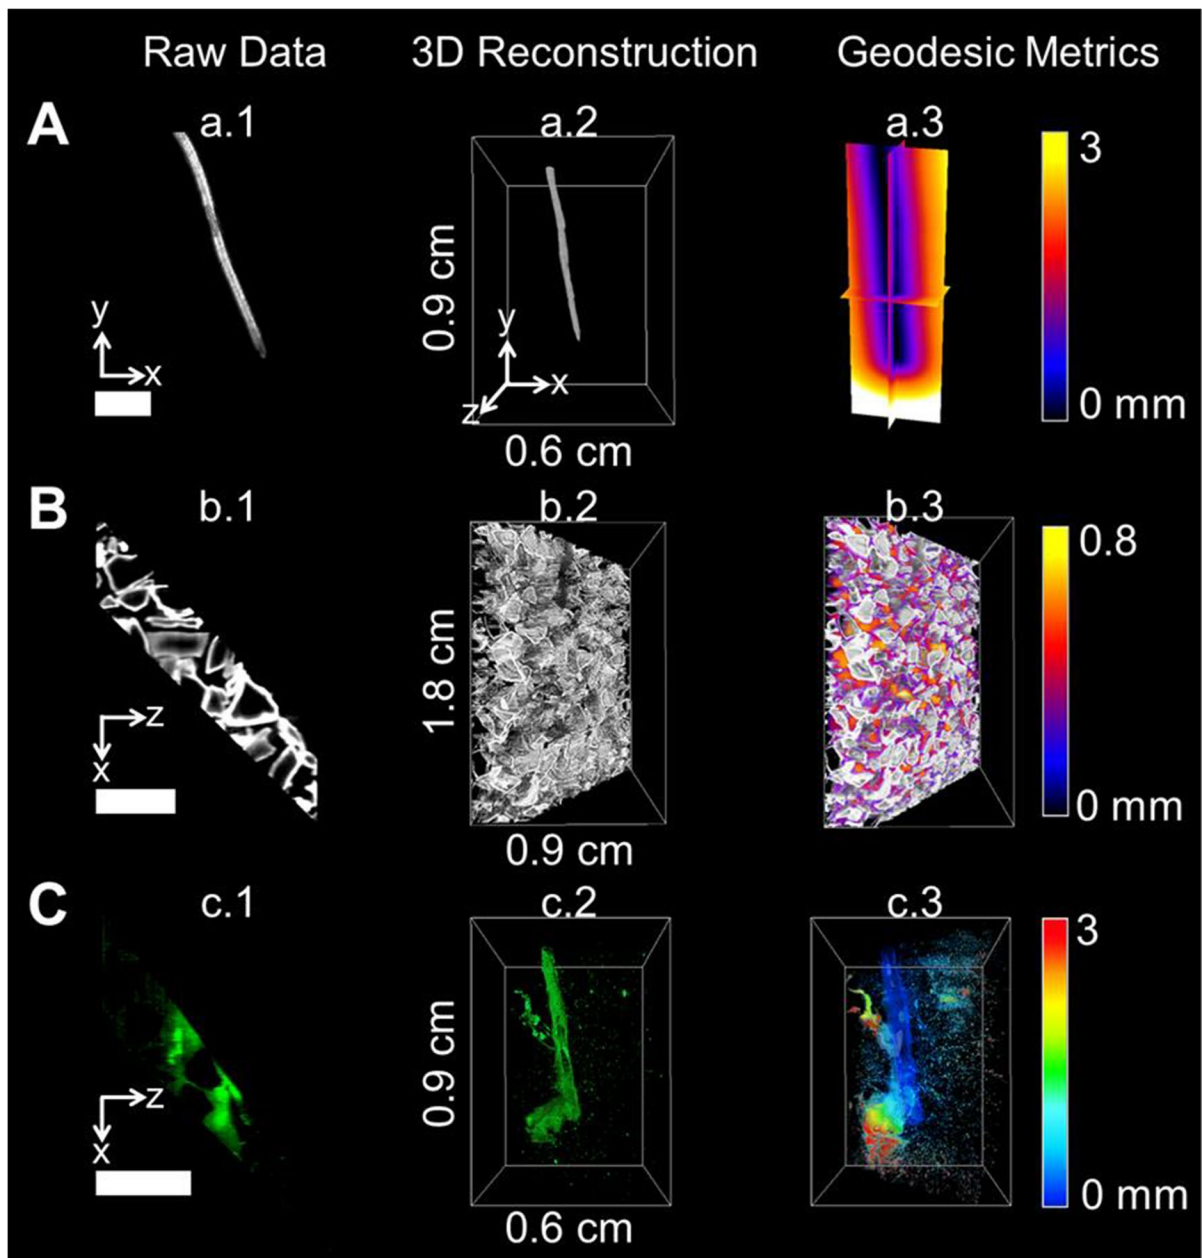 Raw Data 3D Reconstruction Geodesic Metrics
A a.1 a.2 a.3
3
y
x
0.9 cm
y
x
z
0 mm
0.6 cm
B b.1 b.2 b.3
0.8
z
x
1.8 cm
0 mm
0.9 cm
C c.1 c.2 c.3
3
z
x
0.9 cm
0 mm
0.6 cm